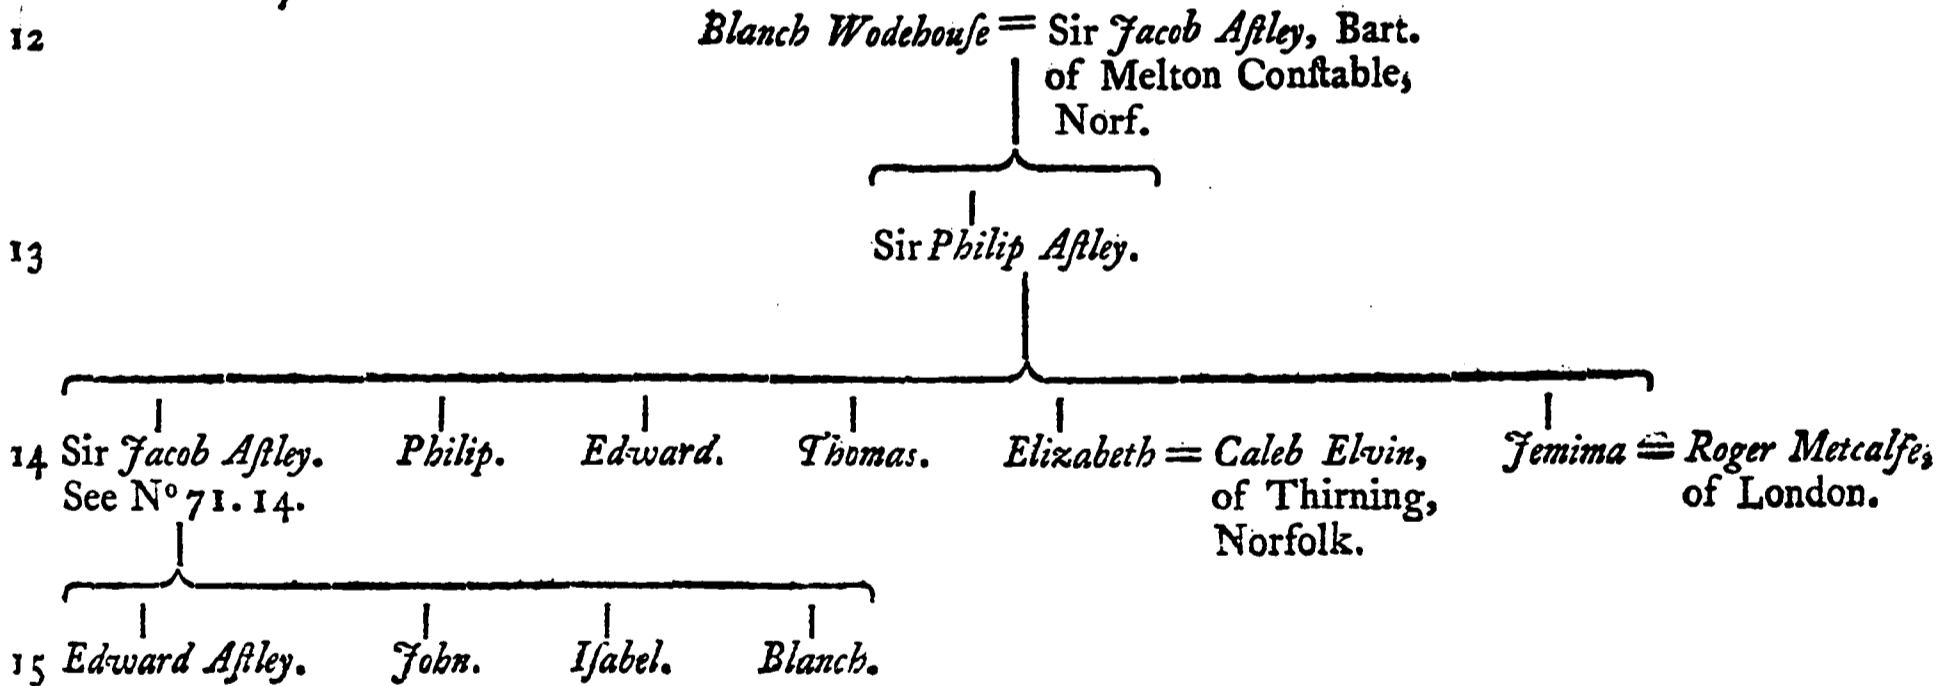 12 Blanch Wodehouſe = Sir Jacob Aſtley, Bart.
of Melton Conſtable,
Norf.
13 Sir Philip Aſtley.
14 Sir Jacob Aſtley. Philip. Edward. Thomas. Elizabeth = Caleb Elvin, Jemima = Roger Metcalfe,
See Nº 71. 14. of Thirning, of London.
Norfolk.
15 Edward Aſtley. John. Iſabel. Blanch.